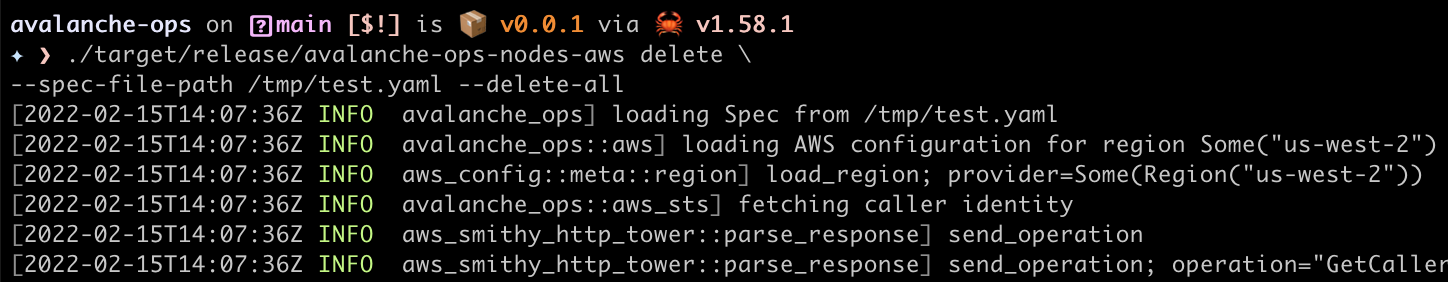 avalanche-ops on ?main [$!] is 📦 v0.0.1 via 🦀 v1.58.1
✦ ❯ ./target/release/avalanche-ops-nodes-aws delete \
--spec-file-path /tmp/test.yaml --delete-all
[2022-02-15T14:07:36Z INFO  avalanche_ops] loading Spec from /tmp/test.yaml
[2022-02-15T14:07:36Z INFO  avalanche_ops::aws] loading AWS configuration for region Some("us-west-2")
[2022-02-15T14:07:36Z INFO  aws_config::meta::region] load_region; provider=Some(Region("us-west-2"))
[2022-02-15T14:07:36Z INFO  avalanche_ops::aws_sts] fetching caller identity
[2022-02-15T14:07:36Z INFO  aws_smithy_http_tower::parse_response] send_operation
[2022-02-15T14:07:36Z INFO  aws_smithy_http_tower::parse_response] send_operation; operation="GetCaller